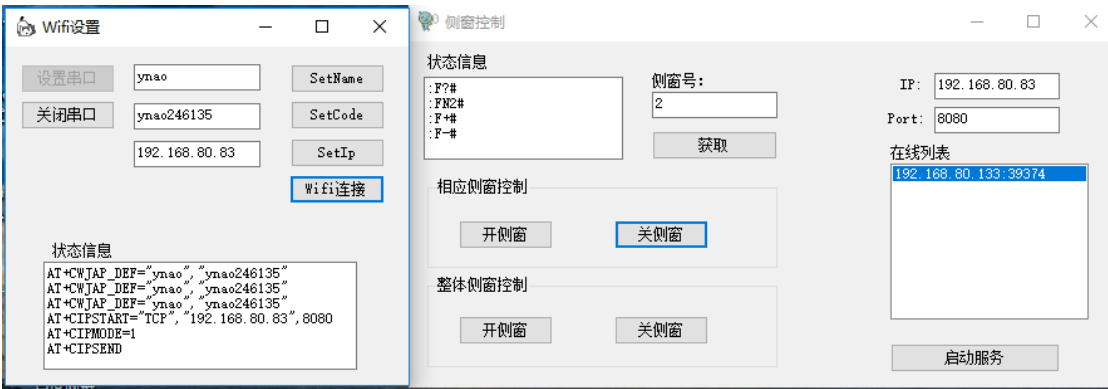 Wifi设置
设置串口
ynao
SetName
关闭串口
ynao246135
SetCode
192.168.80.83
SetIp
Wifi连接
状态信息
AT+CWJAP_DEF="ynao","ynao246135"
AT+CWJAP_DEF="ynao","ynao246135"
AT+CWJAP_DEF="ynao","ynao246135"
AT+CIPSTART="TCP","192.168.80.83",8080
AT+CIPMODE=1
AT+CIPSEND
侧窗控制
状态信息
:F?#
:FN2#
:F+#
:F-#
侧窗号:
2
获取
相应侧窗控制
开侧窗
关侧窗
整体侧窗控制
开侧窗
关侧窗
IP:
192.168.80.83
Port:
8080
在线列表
192.168.80.133:39374
启动服务